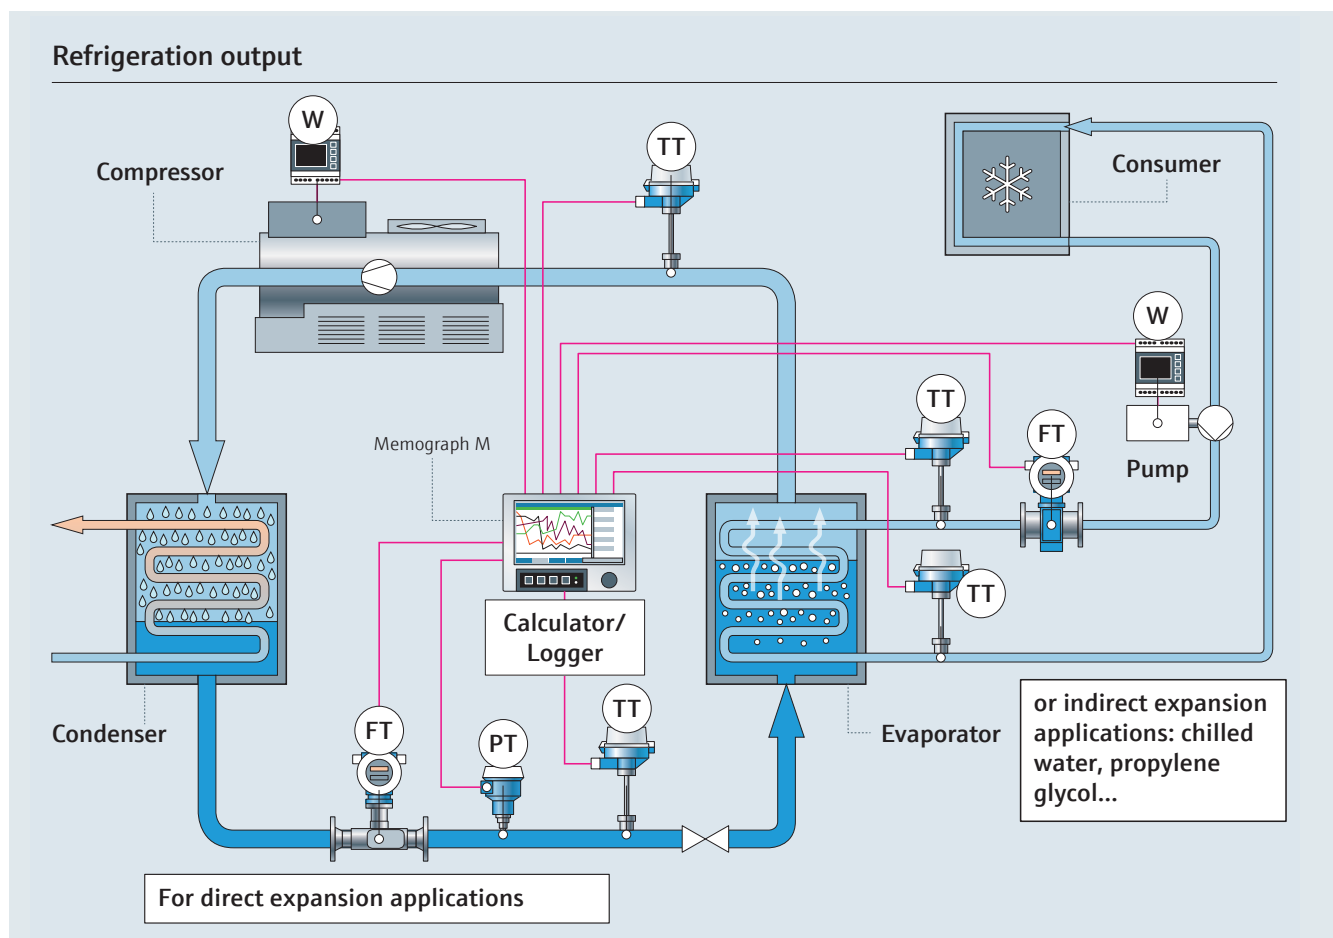 Refrigeration output
W
TT
Compressor
Consumer
W
TT
FT
Memograph M
Pump
TT
Calculator/
Logger
TT
or indirect expansion
applications: chilled
water, propylene
glycol...
FT
PT
Condenser
Evaporator
For direct expansion applications